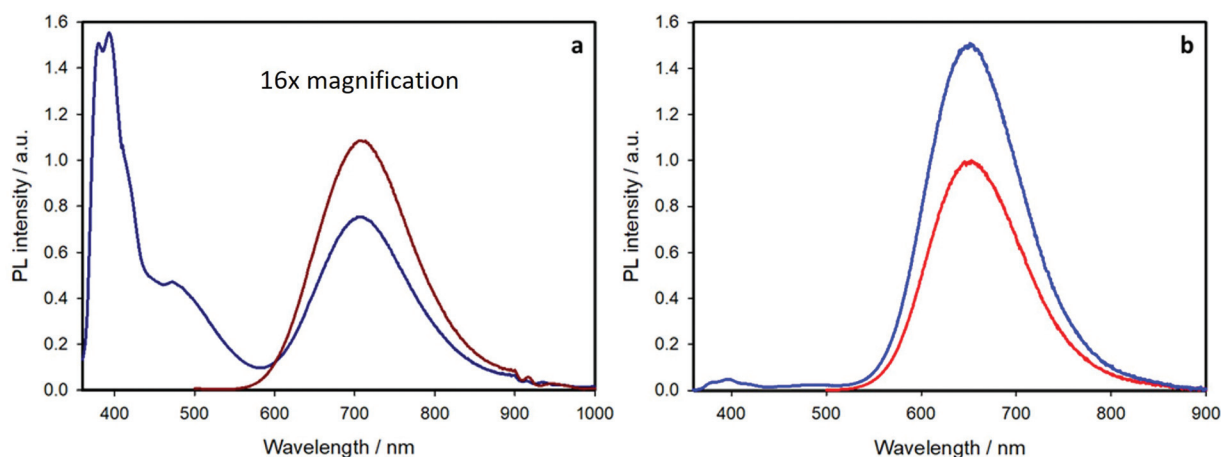 a
16x magnification
PL intensity / a.u.
1.6
1.4
1.2
1.0
0.8
0.6
0.4
0.2
0.0
400 500 600 700 800 900 1000
Wavelength / nm
b
PL intensity / a.u.
1.6
1.4
1.2
1.0
0.8
0.6
0.4
0.2
0.0
400 500 600 700 800 900
Wavelength / nm